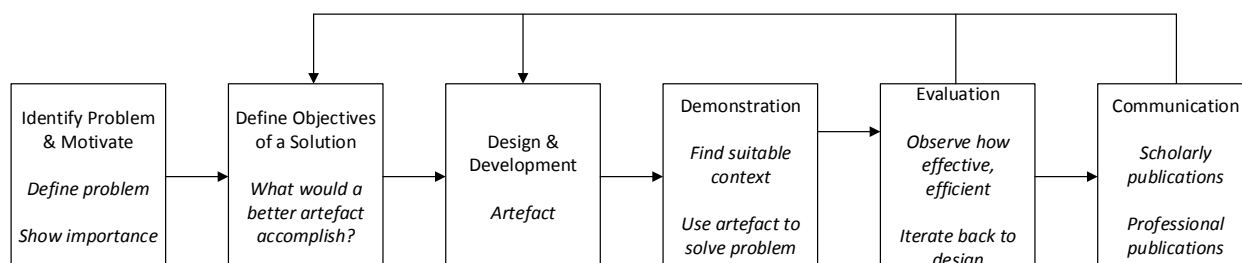 Identify Problem
& Motivate
Define problem
Show importance
Define Objectives
of a Solution
What would a
better artefact
accomplish?
Design &
Development
Artefact
Demonstration
Find suitable
context
Use artefact to
solve problem
Evaluation
Observe how
effective,
efficient
Iterate back to
design
Communication
Scholarly
publications
Professional
publications